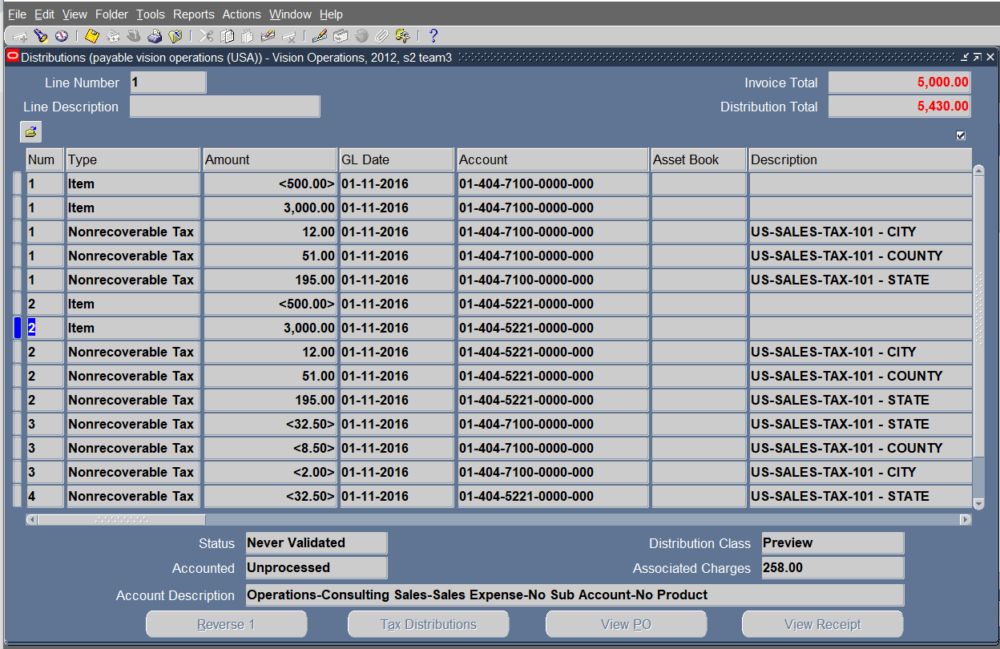 File Edit View Folder Tools Reports Actions Window Help
Distributions (payable vision operations (USA)) - Vision Operations, 2012, s2 team3
Line Number 1 Invoice Total 5,000.00
Line Description Distribution Total 5,430.00
Num Type Amount GL Date Account Asset Book Description
1 Item <500.00> 01-11-2016 01-404-7100-0000-000
1 Item 3,000.00 01-11-2016 01-404-7100-0000-000
1 Nonrecoverable Tax 12.00 01-11-2016 01-404-7100-0000-000 US-SALES-TAX-101 - CITY
1 Nonrecoverable Tax 51.00 01-11-2016 01-404-7100-0000-000 US-SALES-TAX-101 - COUNTY
1 Nonrecoverable Tax 195.00 01-11-2016 01-404-7100-0000-000 US-SALES-TAX-101 - STATE
2 Item <500.00> 01-11-2016 01-404-5221-0000-000
2 Item 3,000.00 01-11-2016 01-404-5221-0000-000
2 Nonrecoverable Tax 12.00 01-11-2016 01-404-5221-0000-000 US-SALES-TAX-101 - CITY
2 Nonrecoverable Tax 51.00 01-11-2016 01-404-5221-0000-000 US-SALES-TAX-101 - COUNTY
2 Nonrecoverable Tax 195.00 01-11-2016 01-404-5221-0000-000 US-SALES-TAX-101 - STATE
3 Nonrecoverable Tax <32.50> 01-11-2016 01-404-7100-0000-000 US-SALES-TAX-101 - STATE
3 Nonrecoverable Tax <8.50> 01-11-2016 01-404-7100-0000-000 US-SALES-TAX-101 - COUNTY
3 Nonrecoverable Tax <2.00> 01-11-2016 01-404-7100-0000-000 US-SALES-TAX-101 - CITY
4 Nonrecoverable Tax <32.50> 01-11-2016 01-404-5221-0000-000 US-SALES-TAX-101 - STATE
Status Never Validated Distribution Class Preview
Accounted Unprocessed Associated Charges 258.00
Account Description Operations-Consulting Sales-Sales Expense-No Sub Account-No Product
Reverse 1 Tax Distributions View PO View Receipt